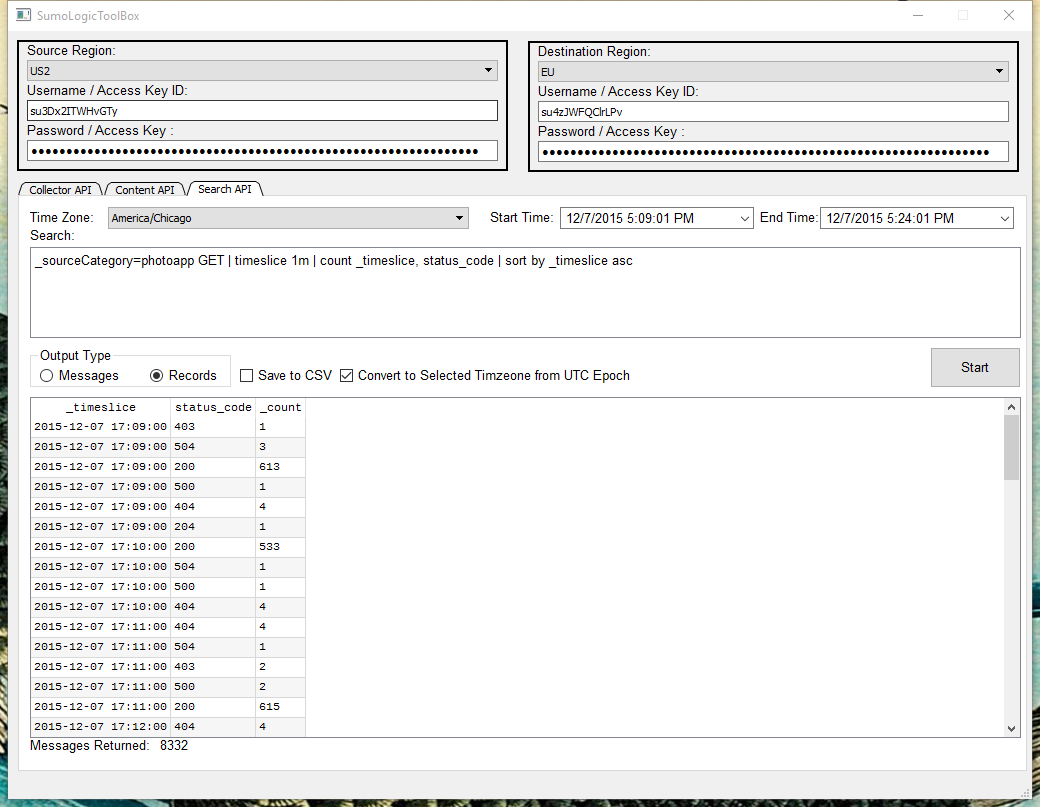 SumoLogicToolBox
Source Region:
US2
Username / Access Key ID:
su3Dx2ITWHvGTy
Password / Access Key :
Destination Region:
EU
Username / Access Key ID:
su4zJWFQClrLPv
Password / Access Key :
Collector API Content API Search API
Time Zone: America/Chicago Start Time: 12/7/2015 5:09:01 PM End Time: 12/7/2015 5:24:01 PM
Search:
_sourceCategory=photoapp GET | timeslice 1m | count _timeslice, status_code | sort by _timeslice asc
Output Type
Messages Records Save to CSV Convert to Selected Timzeone from UTC Epoch Start
_timeslice status_code _count
2015-12-07 17:09:00 403 1
2015-12-07 17:09:00 504 3
2015-12-07 17:09:00 200 613
2015-12-07 17:09:00 500 1
2015-12-07 17:09:00 404 4
2015-12-07 17:09:00 204 1
2015-12-07 17:10:00 200 533
2015-12-07 17:10:00 504 1
2015-12-07 17:10:00 500 1
2015-12-07 17:10:00 404 4
2015-12-07 17:11:00 404 4
2015-12-07 17:11:00 504 1
2015-12-07 17:11:00 403 2
2015-12-07 17:11:00 500 2
2015-12-07 17:11:00 200 615
2015-12-07 17:12:00 404 4
Messages Returned: 8332